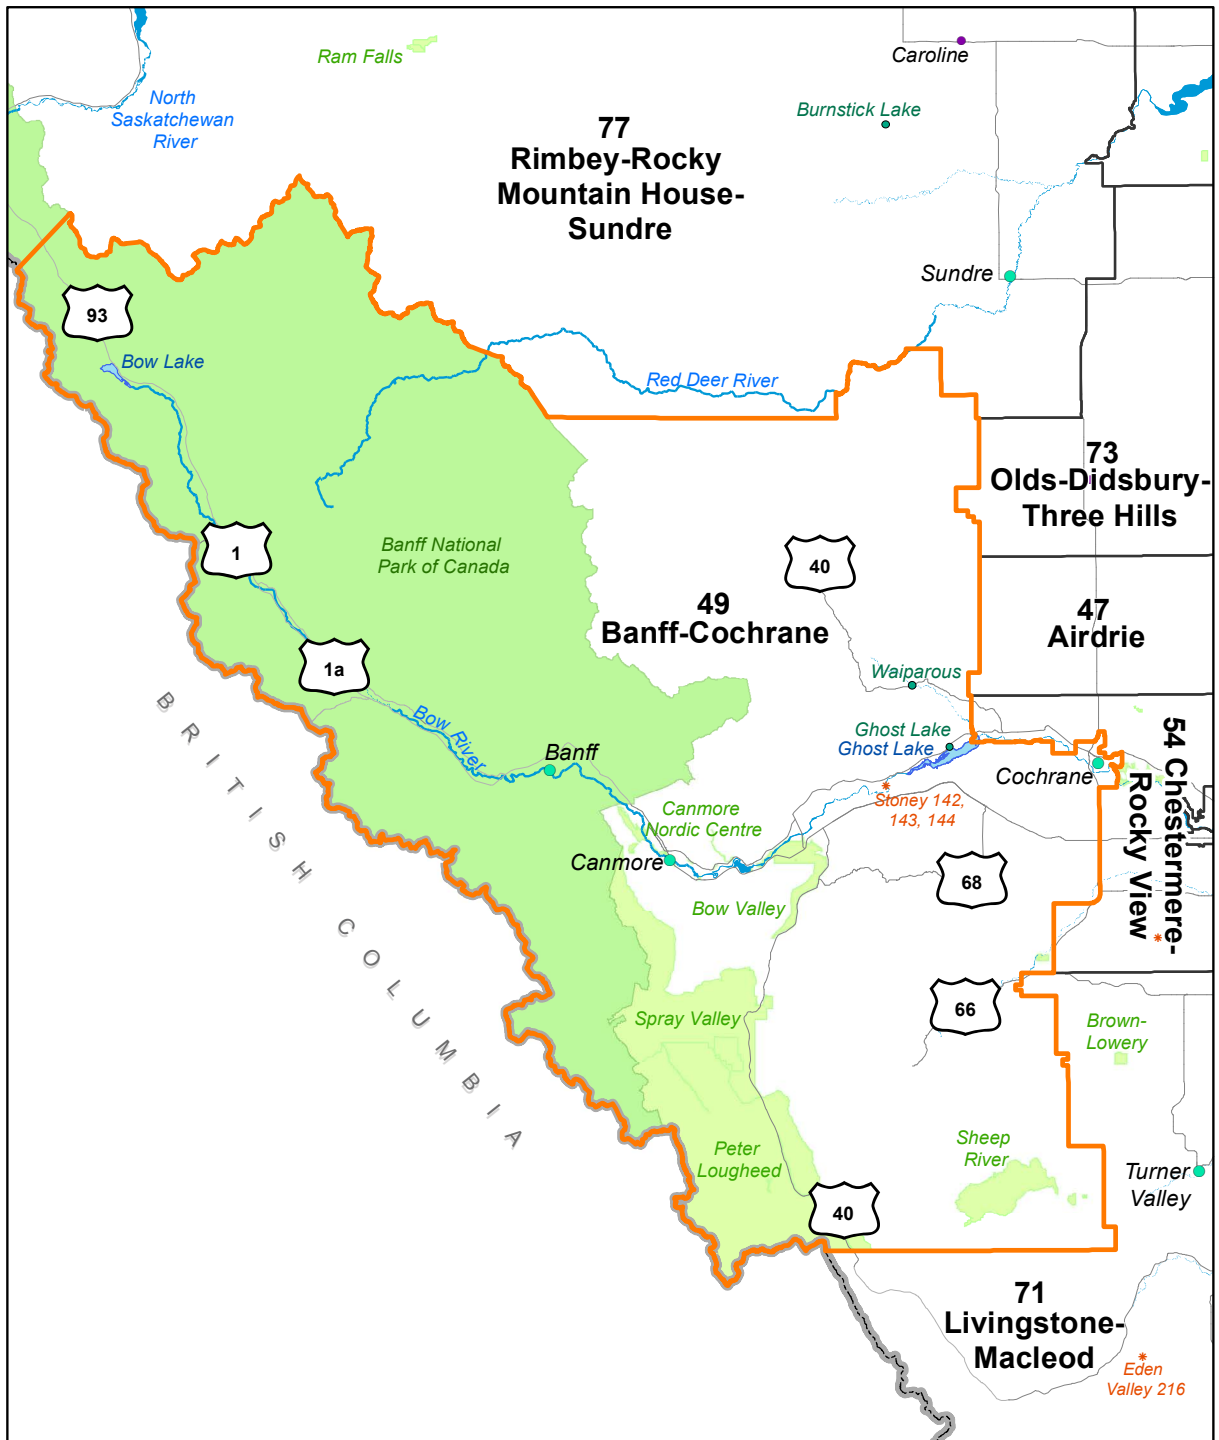 Caroline
Ram Falls
North
Saskatchewan
River
Burnstick Lake
77
Rimbey-Rocky
Mountain House-
Sundre
Sundre
93
Bow Lake
Red Deer River
73
Olds-Didsbury-
Three Hills
1
Banff National
Park of Canada
40
49
Banff-Cochrane
47
Airdrie
1a
Waiparous
Bow River
Ghost Lake
Ghost Lake
Banff
Cochrane
54 Chestermere-
Rocky View
Stoney 142,
143, 144
Canmore
Nordic Centre
Canmore
68
Bow Valley
BRITISH COLUMBIA
66
Spray Valley
Brown-
Lowery
Peter
Lougheed
Sheep
River
Turner
Valley
40
71
Livingstone-
Macleod
Eden
Valley 216